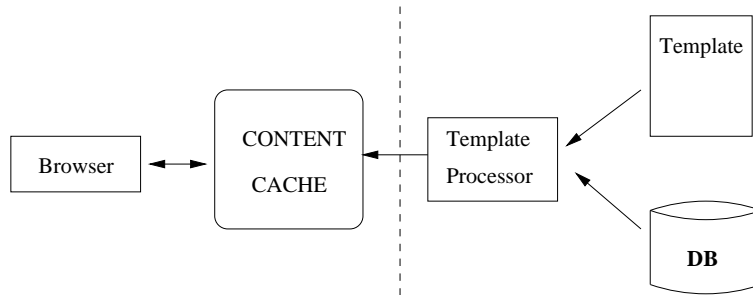 Browser
CONTENT
CACHE
Template
Processor
Template
DB